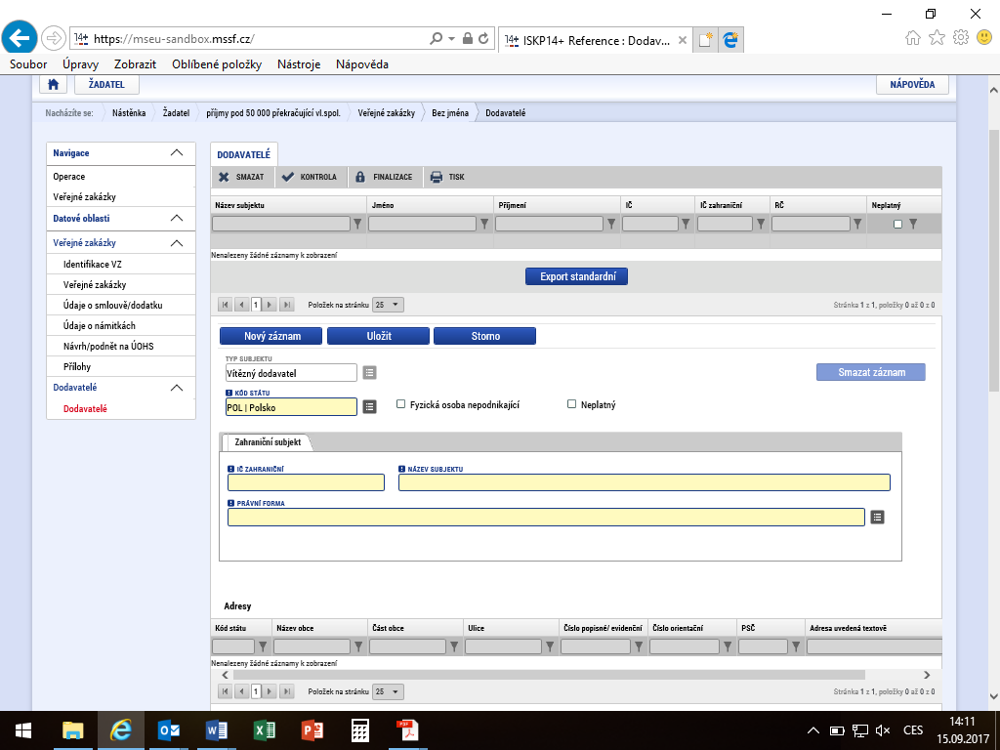 https://mseu-sandbox.mssf.cz/
14+ ISKP14+ Reference : Dodav...
Soubor Úpravy Zobrazit Oblíbené položky Nástroje Nápověda
ŽADATEL NÁPOVĚDA
Nacházíte se: Nástěnka Žadatel příjmy pod 50 000 překračující vl.spol. Veřejné zakázky Bez jména Dodavatelé
Navigace
Operace
Veřejné zakázky
Datové oblasti
Veřejné zakázky
Identifikace VZ
Veřejné zakázky
Údaje o smlouvě/dodatku
Údaje o námitkách
Návrh/podnět na ÚOHS
Přílohy
Dodavatelé
Dodavatelé
DODAVATELÉ
SMAZAT KONTROLA FINALIZACE TISK
Název subjektu Jméno Příjmení IČ IČ zahraniční RČ Neplatný
Nenalezeny žádné záznamy k zobrazení
Export standardní
1 Položek na stránku 25 Stránka 1 z 1, položky 0 až 0 z 0
Nový záznam Uložit Storno
TYP SUBJEKTU
Vítězný dodavatel Smazat záznam
KÓD STÁTU
POL | Polsko Fyzická osoba nepodnikající Neplatný
Zahraniční subjekt
IČ ZAHRANIČNÍ NÁZEV SUBJEKTU
PRÁVNÍ FORMA
Adresy
Kód státu Název obce Část obce Ulice Číslo popisné/ evidenční Číslo orientační PSČ Adresa uvedená textově
Nenalezeny žádné záznamy k zobrazení
1 Položek na stránku 25 Stránka 1 z 1, položky 0 až 0 z 0
CES
14:11
15.09.2017